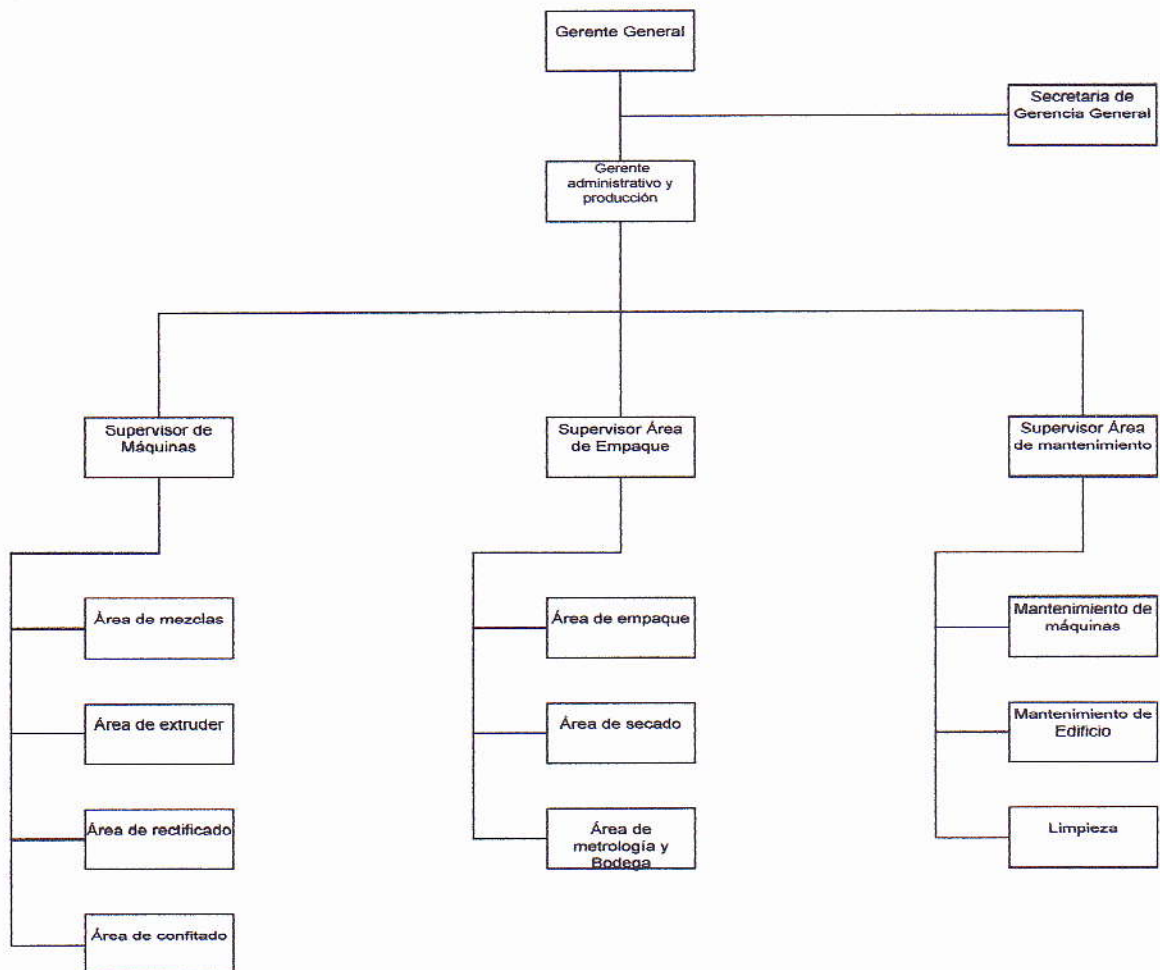 Gerente General
Secretaria de
Gerencia General
Gerente
administrativo y
producción
Supervisor de
Máquinas
Supervisor Área
de Empaque
Supervisor Área
de mantenimiento
Área de mezclas
Área de extruder
Área de rectificado
Área de confitado
Área de empaque
Área de secado
Área de
metrología y
Bodega
Mantenimiento de
máquinas
Mantenimiento de
Edificio
Limpieza